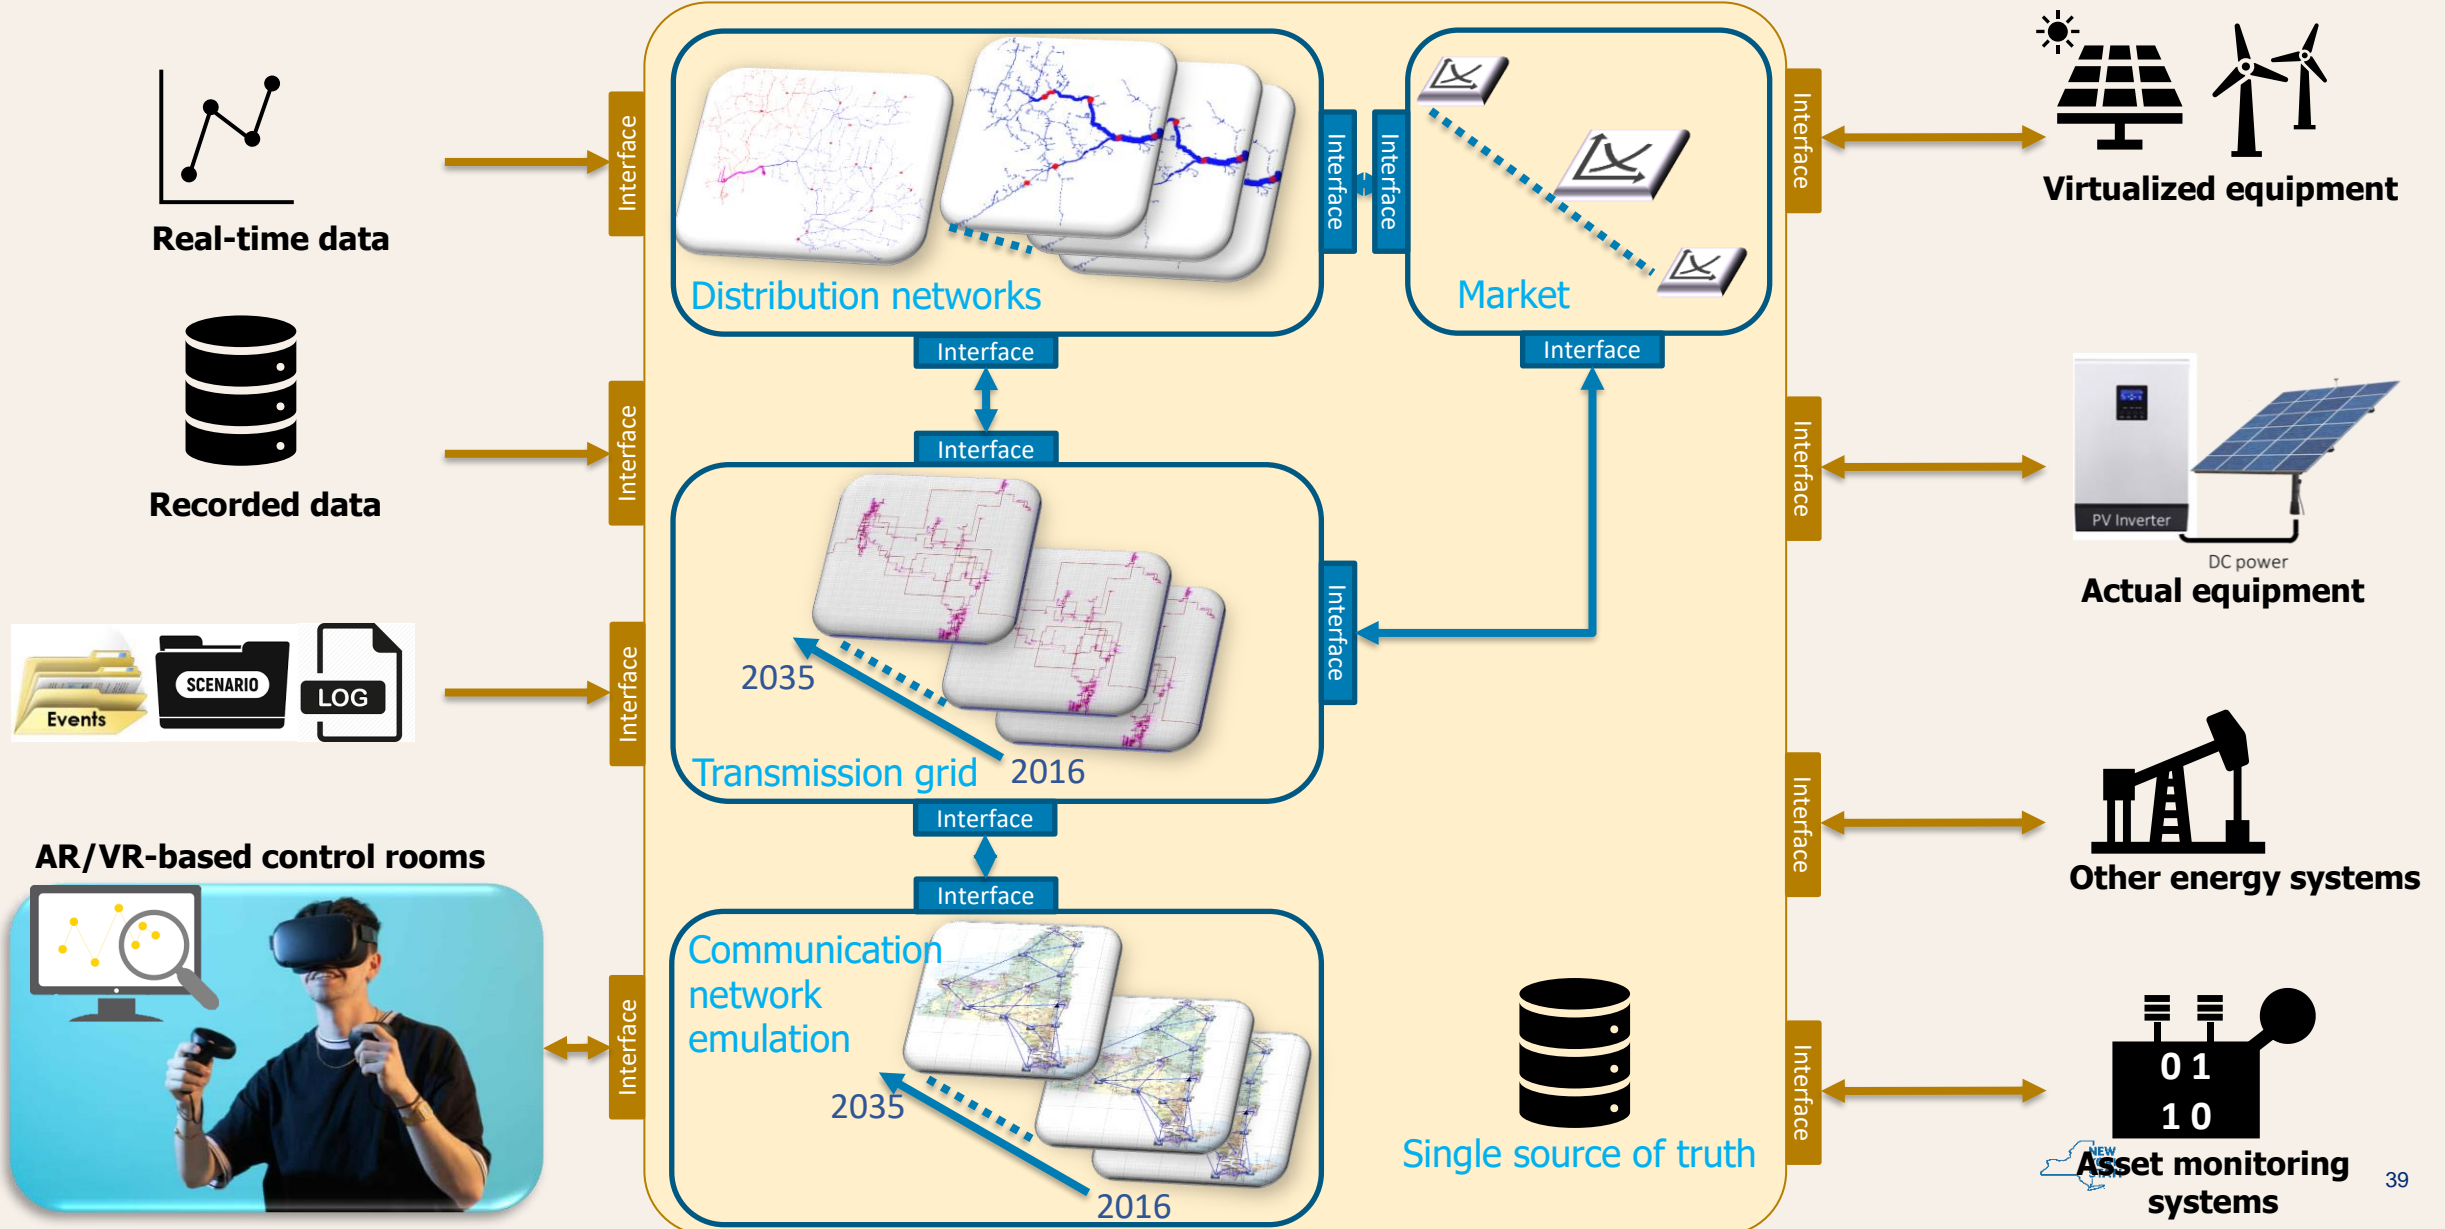 Real-time data
Recorded data
Events
SCENARIO
LOG
AR/VR-based control rooms
Interface
Interface
Interface
Interface
Distribution networks
Interface
Interface
Market
Interface
Interface
Interface
Interface
2035
2016
Transmission grid
Interface
Interface
Communication
network
emulation
2035
2016
Single source of truth
Interface
Interface
Interface
Interface
Virtualized equipment
PV Inverter
DC power
Actual equipment
Other energy systems
0 1
1 0
NEW
Asset monitoring
systems
39